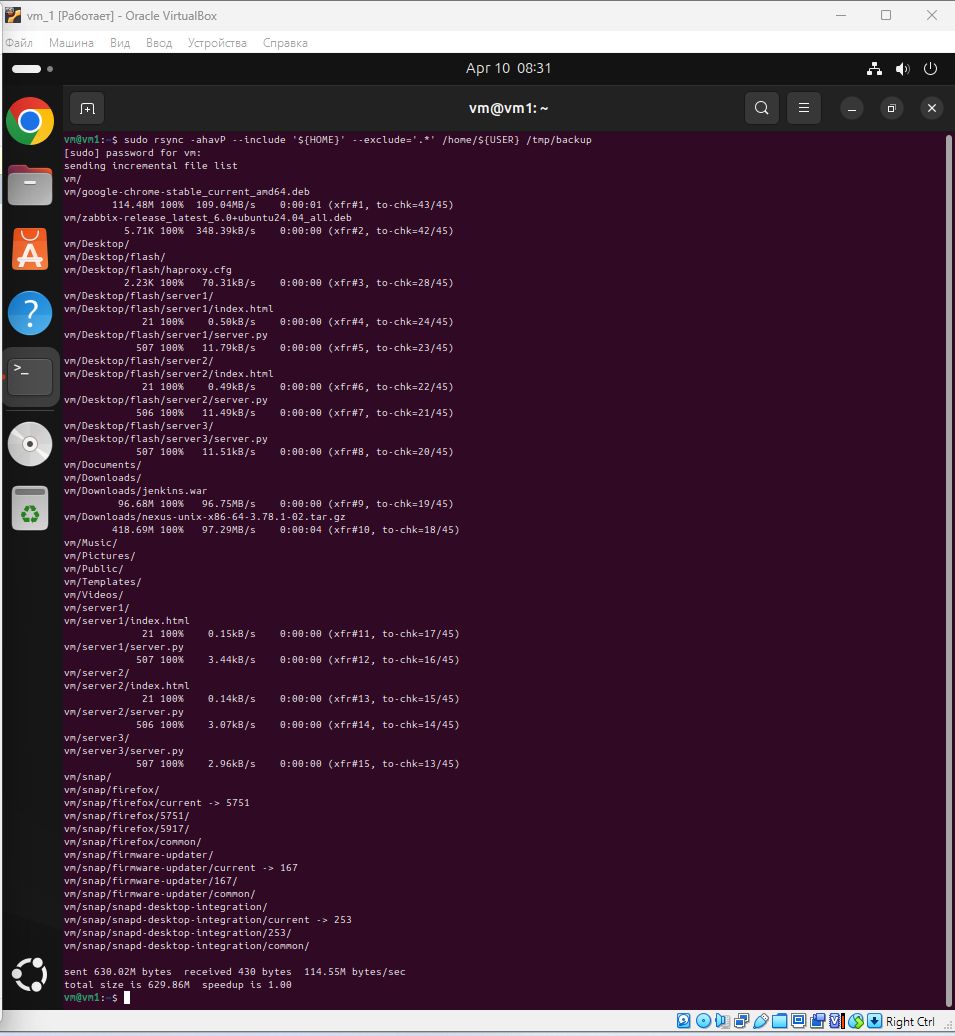 vm_1 [Работает] - Oracle VirtualBox
Файл Машина Вид Ввод Устройства Справка
Apr 10 08:31
vm@vm1: ~
vm@vm1:~$ sudo rsync -ahavP --include '${HOME}' --exclude='.*' /home/${USER} /tmp/backup
[sudo] password for vm:
sending incremental file list
vm/
vm/google-chrome-stable_current_amd64.deb
114.48M 100% 109.04MB/s 0:00:01 (xfr#1, to-chk=43/45)
vm/zabbix-release_latest_6.0+ubuntu24.04_all.deb
5.71K 100% 348.39kB/s 0:00:00 (xfr#2, to-chk=42/45)
vm/Desktop/
vm/Desktop/flash/
vm/Desktop/flash/haproxy.cfg
2.23K 100% 70.31kB/s 0:00:00 (xfr#3, to-chk=28/45)
vm/Desktop/flash/server1/
vm/Desktop/flash/server1/index.html
21 100% 0.50kB/s 0:00:00 (xfr#4, to-chk=24/45)
vm/Desktop/flash/server1/server.py
507 100% 11.79kB/s 0:00:00 (xfr#5, to-chk=23/45)
vm/Desktop/flash/server2/
vm/Desktop/flash/server2/index.html
21 100% 0.49kB/s 0:00:00 (xfr#6, to-chk=22/45)
vm/Desktop/flash/server2/server.py
506 100% 11.49kB/s 0:00:00 (xfr#7, to-chk=21/45)
vm/Desktop/flash/server3/
vm/Desktop/flash/server3/server.py
507 100% 11.51kB/s 0:00:00 (xfr#8, to-chk=20/45)
vm/Documents/
vm/Downloads/
vm/Downloads/jenkins.war
96.68M 100% 96.75MB/s 0:00:00 (xfr#9, to-chk=19/45)
vm/Downloads/nexus-unix-x86-64-3.78.1-02.tar.gz
418.69M 100% 97.29MB/s 0:00:04 (xfr#10, to-chk=18/45)
vm/Music/
vm/Pictures/
vm/Public/
vm/Templates/
vm/Videos/
vm/server1/
vm/server1/index.html
21 100% 0.15kB/s 0:00:00 (xfr#11, to-chk=17/45)
vm/server1/server.py
507 100% 3.44kB/s 0:00:00 (xfr#12, to-chk=16/45)
vm/server2/
vm/server2/index.html
21 100% 0.14kB/s 0:00:00 (xfr#13, to-chk=15/45)
vm/server2/server.py
506 100% 3.07kB/s 0:00:00 (xfr#14, to-chk=14/45)
vm/server3/
vm/server3/server.py
507 100% 2.96kB/s 0:00:00 (xfr#15, to-chk=13/45)
vm/snap/
vm/snap/firefox/
vm/snap/firefox/current -> 5751
vm/snap/firefox/5751/
vm/snap/firefox/5917/
vm/snap/firefox/common/
vm/snap/firmware-updater/
vm/snap/firmware-updater/current -> 167
vm/snap/firmware-updater/167/
vm/snap/firmware-updater/common/
vm/snap/snapd-desktop-integration/
vm/snap/snapd-desktop-integration/current -> 253
vm/snap/snapd-desktop-integration/253/
vm/snap/snapd-desktop-integration/common/
sent 630.02M bytes received 430 bytes 114.55M bytes/sec
total size is 629.86M speedup is 1.00
vm@vm1:~$
Right Ctrl